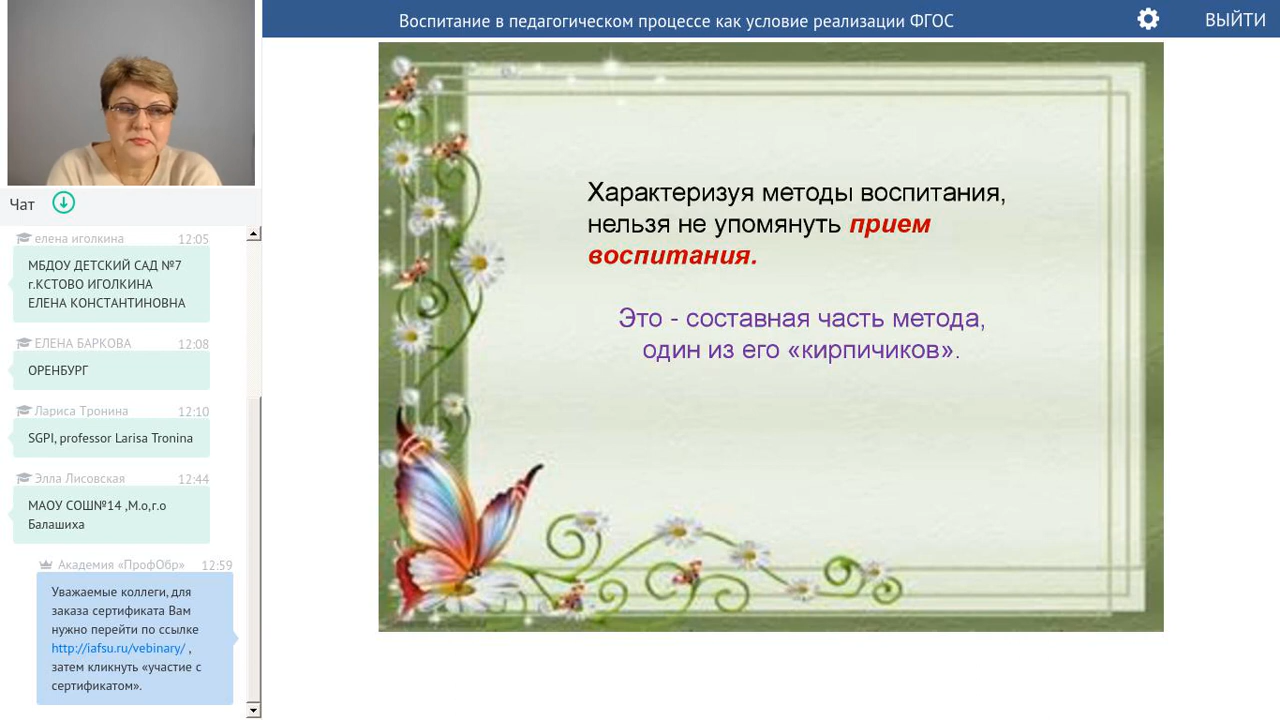 Воспитание в педагогическом процессе как условие реализации ФГОС
ВЫЙТИ
Чат
елена иголкина 12:05
МБДОУ ДЕТСКИЙ САД №7
г.КСТОВО ИГОЛКИНА
ЕЛЕНА КОНСТАНТИНОВНА
ЕЛЕНА БАРКОВА 12:08
ОРЕНБУРГ
Лариса Тронина 12:10
SGPI, professor Larisa Tronina
Элла Лисовская 12:44
МАОУ СОШ№14 ,М.о,г.о
Балашиха
Академия «ПрофОбр» 12:59
Уважаемые коллеги, для
заказа сертификата Вам
нужно перейти по ссылке
http://iafsu.ru/vebinary/ ,
затем кликнуть «участие с
сертификатом».
Характеризуя методы воспитания,
нельзя не упомянуть прием
воспитания.
Это - составная часть метода,
один из его «кирпичиков».